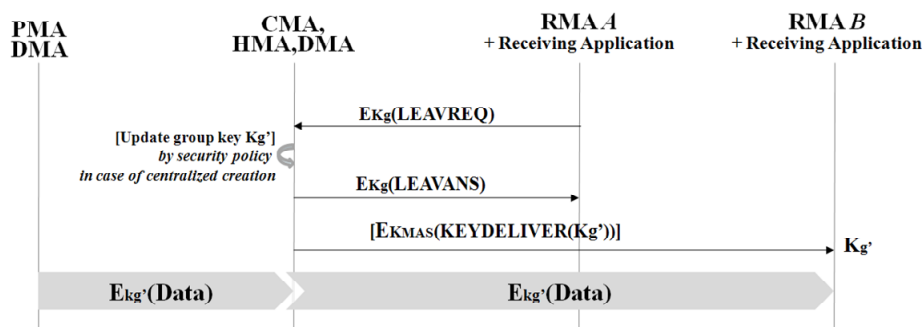 PMA
DMA
CMA,
HMA,DMA
RMA A
+ Receiving Application
RMA B
+ Receiving Application
EKg(LEAVREQ)
[Update group key Kg']
by security policy
in case of centralized creation
EKg(LEAVANS)
[EKMAS(KEYDELIVER(Kg'))]
Kg'
Ekg'(Data)
Ekg'(Data)